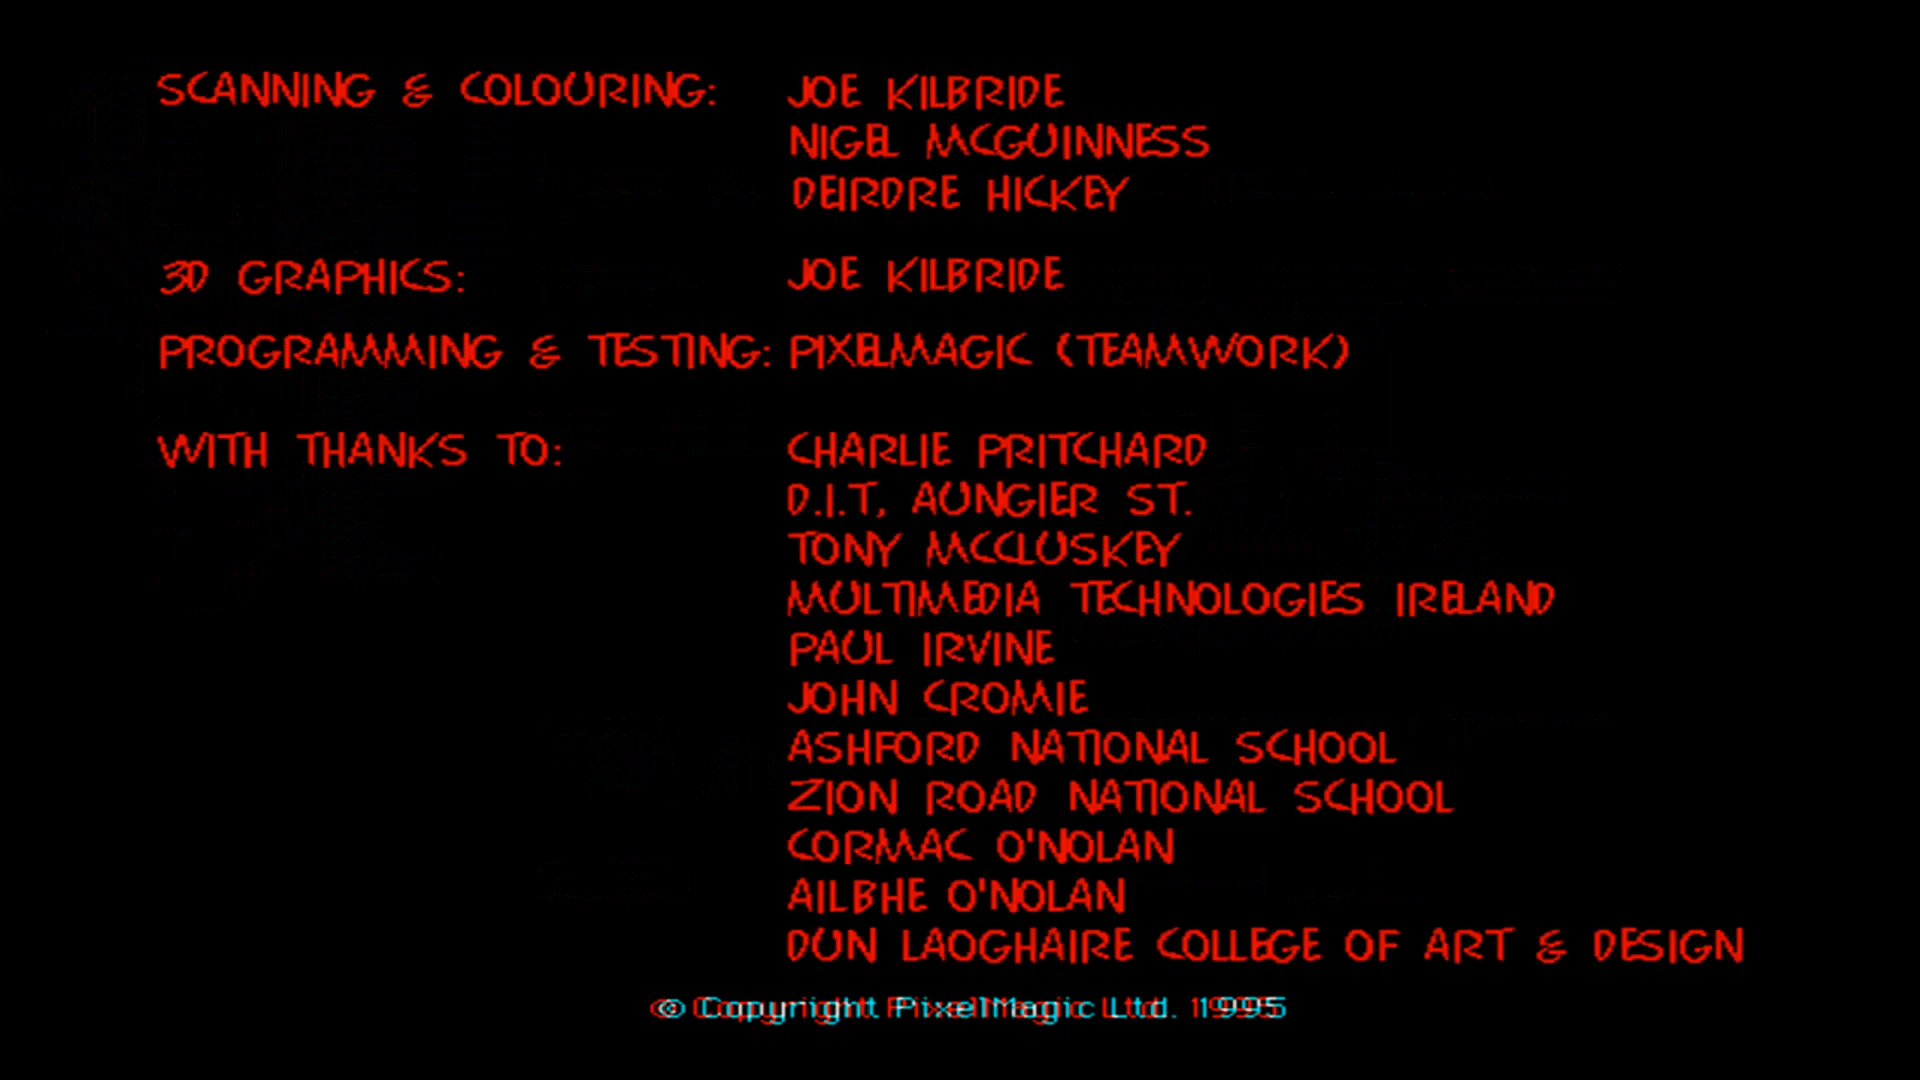 SCANNING & COLOURING: JOE KILBRIDE
NIGEL MCGUINNESS
DEIRDRE HICKEY
3D GRAPHICS: JOE KILBRIDE
PROGRAMMING & TESTING: PIXELMAGIC (TEAMWORK)
WITH THANKS TO: CHARLIE PRITCHARD
D.I.T, AUNGIER ST.
TONY MCCLUSKEY
MULTIMEDIA TECHNOLOGIES IRELAND
PAUL IRVINE
JOHN CROMIE
ASHFORD NATIONAL SCHOOL
ZION ROAD NATIONAL SCHOOL
CORMAC O'NOLAN
AILBHE O'NOLAN
DUN LAOGHAIRE COLLEGE OF ART & DESIGN
© Copyright PixelMagic Ltd. 1995